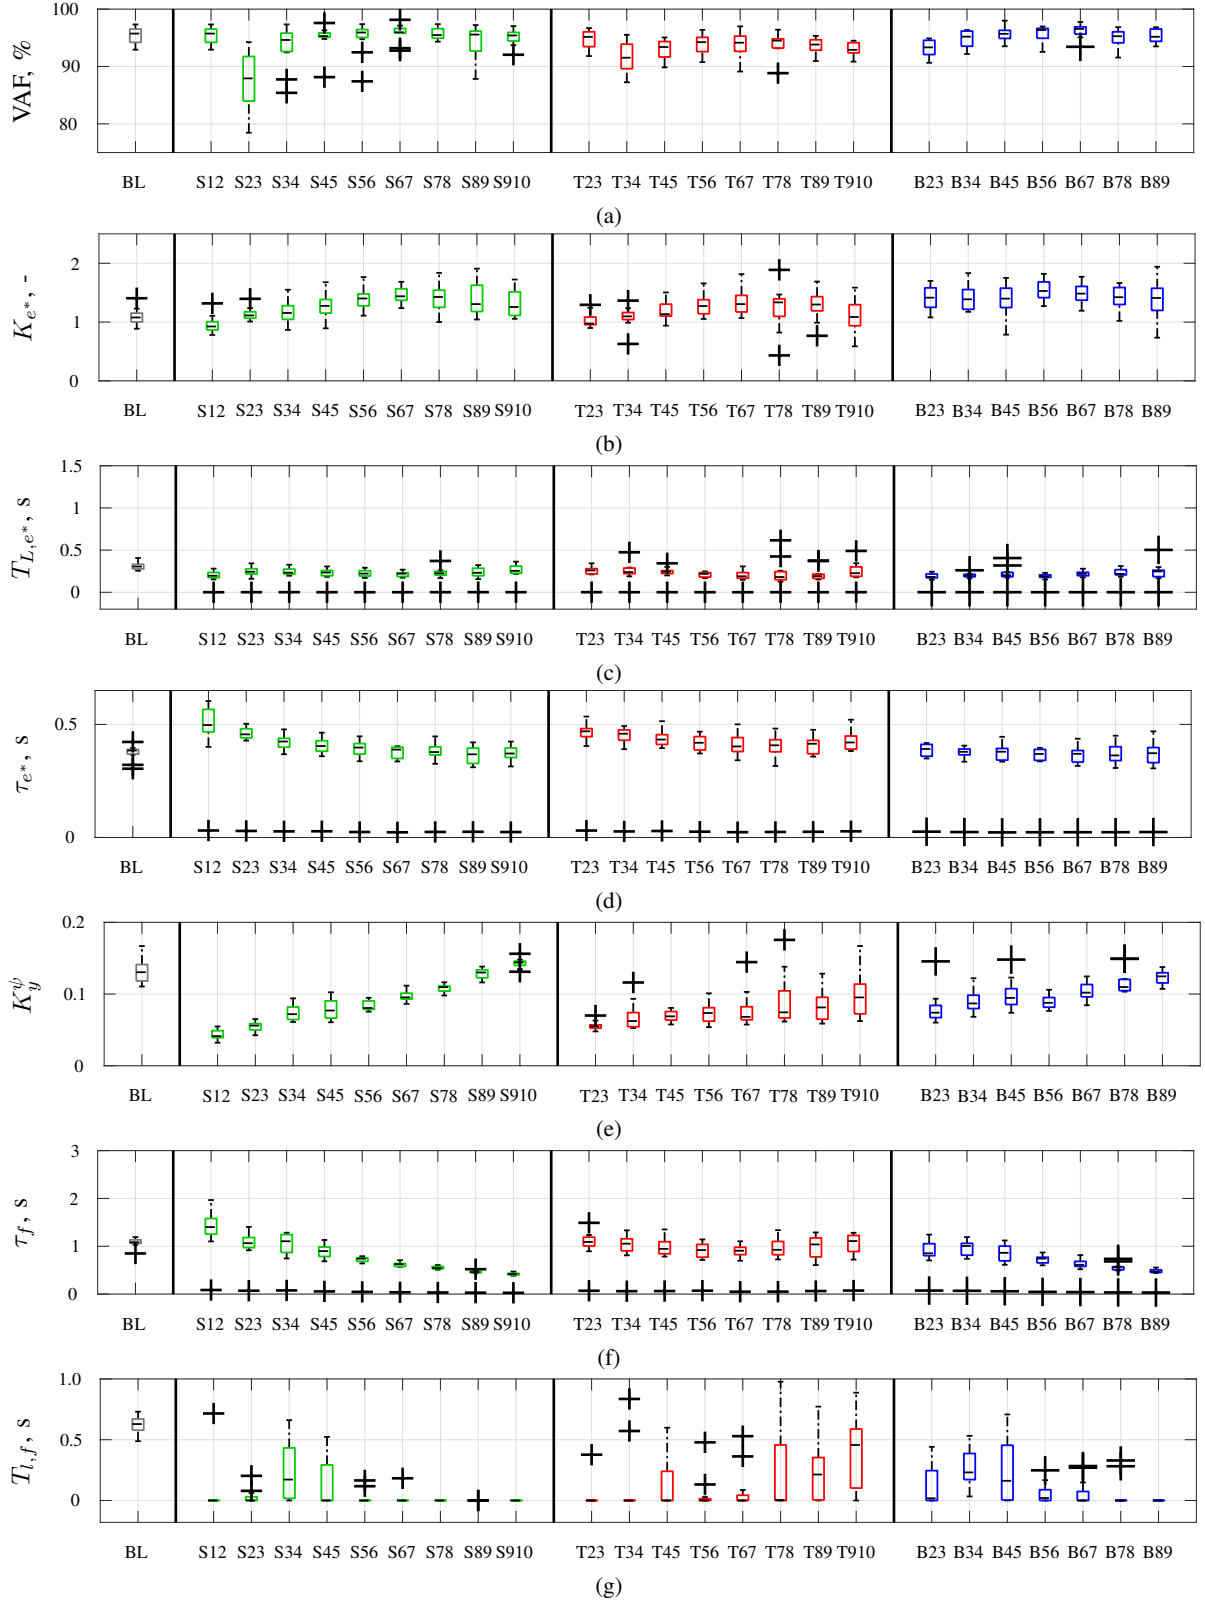 100
90
80
VAF, %
BL S12 S23 S34 S45 S56 S67 S78 S89 S910 T23 T34 T45 T56 T67 T78 T89 T910 B23 B34 B45 B56 B67 B78 B89
(a)
2
1
0
K_{e*}, -
BL S12 S23 S34 S45 S56 S67 S78 S89 S910 T23 T34 T45 T56 T67 T78 T89 T910 B23 B34 B45 B56 B67 B78 B89
(b)
1.5
1
0.5
0
T_{L,e*}, s
BL S12 S23 S34 S45 S56 S67 S78 S89 S910 T23 T34 T45 T56 T67 T78 T89 T910 B23 B34 B45 B56 B67 B78 B89
(c)
0.5
0
τ_{e*}, s
BL S12 S23 S34 S45 S56 S67 S78 S89 S910 T23 T34 T45 T56 T67 T78 T89 T910 B23 B34 B45 B56 B67 B78 B89
(d)
0.2
0.1
0
K_y^ψ
BL S12 S23 S34 S45 S56 S67 S78 S89 S910 T23 T34 T45 T56 T67 T78 T89 T910 B23 B34 B45 B56 B67 B78 B89
(e)
3
2
1
0
τ_f, s
BL S12 S23 S34 S45 S56 S67 S78 S89 S910 T23 T34 T45 T56 T67 T78 T89 T910 B23 B34 B45 B56 B67 B78 B89
(f)
1.0
0.5
0
T_{l,f}, s
BL S12 S23 S34 S45 S56 S67 S78 S89 S910 T23 T34 T45 T56 T67 T78 T89 T910 B23 B34 B45 B56 B67 B78 B89
(g)